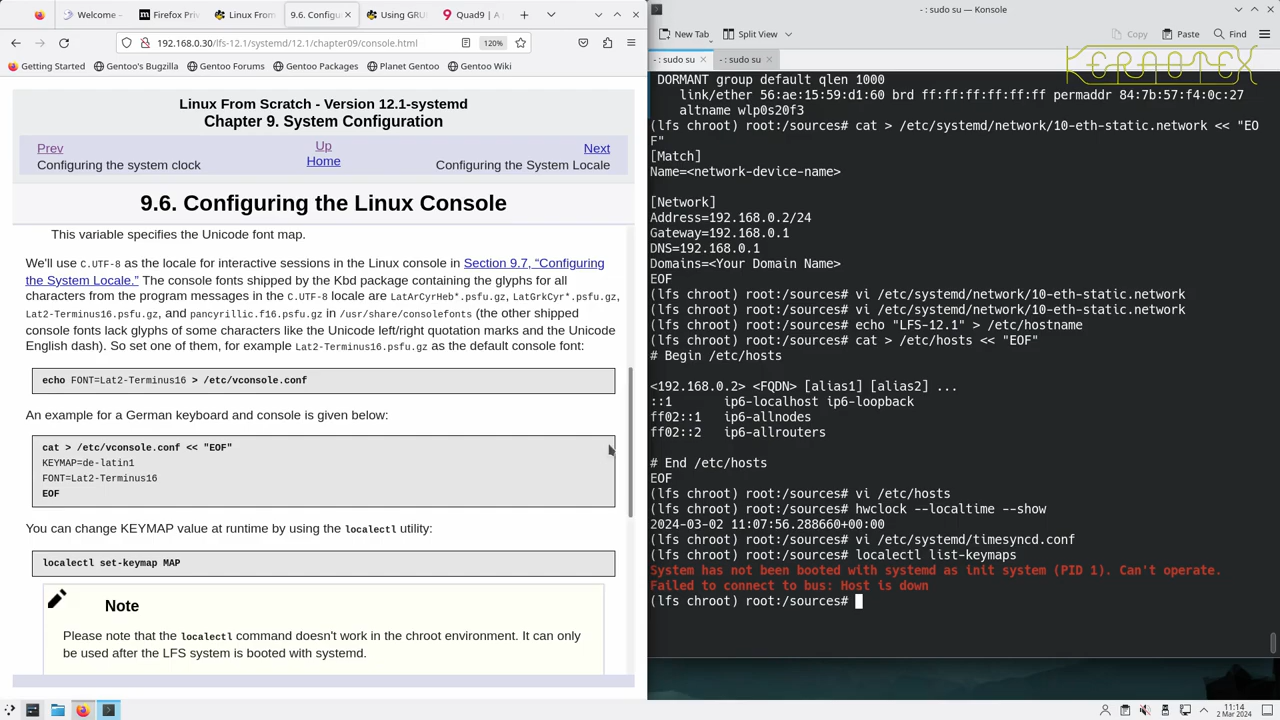 Welcome -
Firefox Priv
Linux From
9.6. Configu
Using GRU
Quad9 | A
192.168.0.30/lfs-12.1/systemd/12.1/chapter09/console.html
120%
Getting Started
Gentoo's Bugzilla
Gentoo Forums
Gentoo Packages
Planet Gentoo
Gentoo Wiki
Linux From Scratch - Version 12.1-systemd
Chapter 9. System Configuration
Prev
Up
Next
Configuring the system clock
Home
Configuring the System Locale
9.6. Configuring the Linux Console
This variable specifies the Unicode font map.
We'll use C.UTF-8 as the locale for interactive sessions in the Linux console in Section 9.7, “Configuring
the System Locale.” The console fonts shipped by the Kbd package containing the glyphs for all
characters from the program messages in the C.UTF-8 locale are LatArCyrHeb*.psfu.gz, LatGrkCyr*.psfu.gz,
Lat2-Terminus16.psfu.gz, and pancyrillic.f16.psfu.gz in /usr/share/consolefonts (the other shipped
console fonts lack glyphs of some characters like the Unicode left/right quotation marks and the Unicode
English dash). So set one of them, for example Lat2-Terminus16.psfu.gz as the default console font:
echo FONT=Lat2-Terminus16 > /etc/vconsole.conf
An example for a German keyboard and console is given below:
cat > /etc/vconsole.conf << "EOF"
KEYMAP=de-latin1
FONT=Lat2-Terminus16
EOF
You can change KEYMAP value at runtime by using the localectl utility:
localectl set-keymap MAP
Note
Please note that the localectl command doesn't work in the chroot environment. It can only
be used after the LFS system is booted with systemd.
- : sudo su — Konsole
New Tab
Split View
Copy
Paste
Find
- : sudo su
- : sudo su
KERNOTEX
DORMANT group default qlen 1000
link/ether 56:ae:15:59:d1:60 brd ff:ff:ff:ff:ff:ff permaddr 84:7b:57:f4:0c:27
altname wlp0s20f3
(lfs chroot) root:/sources# cat > /etc/systemd/network/10-eth-static.network << "EO
F"
[Match]
Name=<network-device-name>
[Network]
Address=192.168.0.2/24
Gateway=192.168.0.1
DNS=192.168.0.1
Domains=<Your Domain Name>
EOF
(lfs chroot) root:/sources# vi /etc/systemd/network/10-eth-static.network
(lfs chroot) root:/sources# vi /etc/systemd/network/10-eth-static.network
(lfs chroot) root:/sources# echo "LFS-12.1" > /etc/hostname
(lfs chroot) root:/sources# cat > /etc/hosts << "EOF"
# Begin /etc/hosts
<192.168.0.2> <FQDN> [alias1] [alias2] ...
::1 ip6-localhost ip6-loopback
ff02::1 ip6-allnodes
ff02::2 ip6-allrouters
# End /etc/hosts
EOF
(lfs chroot) root:/sources# vi /etc/hosts
(lfs chroot) root:/sources# hwclock --localtime --show
2024-03-02 11:07:56.288660+00:00
(lfs chroot) root:/sources# vi /etc/systemd/timesyncd.conf
(lfs chroot) root:/sources# localectl list-keymaps
System has not been booted with systemd as init system (PID 1). Can't operate.
Failed to connect to bus: Host is down
(lfs chroot) root:/sources#
11:14
2 Mar 2024